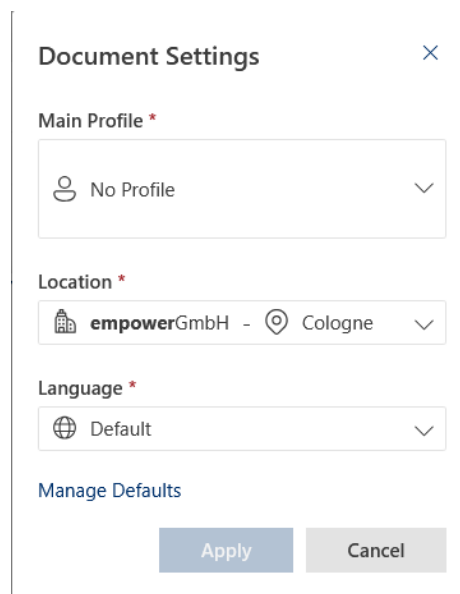 Document Settings
Main Profile *
No Profile
Location *
empowerGmbH - Cologne
Language *
Default
Manage Defaults
Apply Cancel